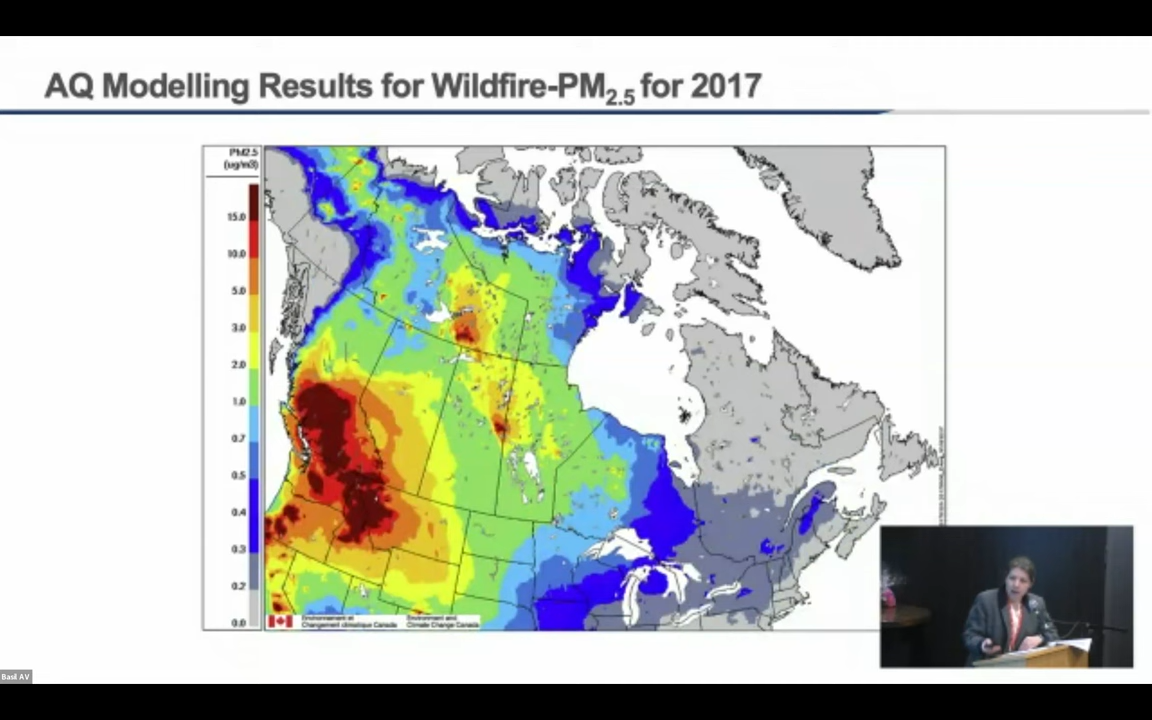 AQ Modelling Results for Wildfire-PM2.5 for 2017
PM2.5
(ug/m3)
15.0
10.0
5.0
3.0
2.0
1.0
0.7
0.5
0.4
0.3
0.2
0.0
Environnement et
Changement climatique Canada
Environment and
Climate Change Canada
Basil AV